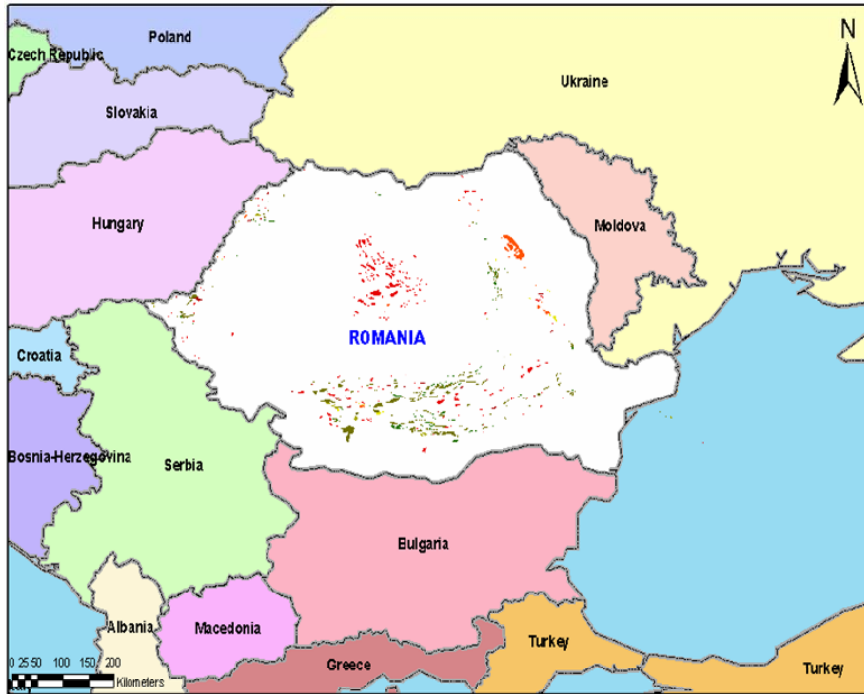 Poland
N
Czech Republic
Ukraine
Slovakia
Hungary
Moldova
ROMANIA
Croatia
Bosnia-Herzegovina
Serbia
Bulgaria
Albania
Macedonia
Turkey
Greece
Turkey
0 25 50 100 150 200
Kilometers